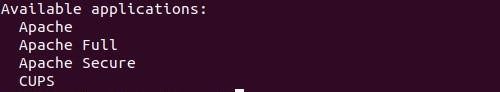 Available applications:
  Apache
  Apache Full
  Apache Secure
  CUPS